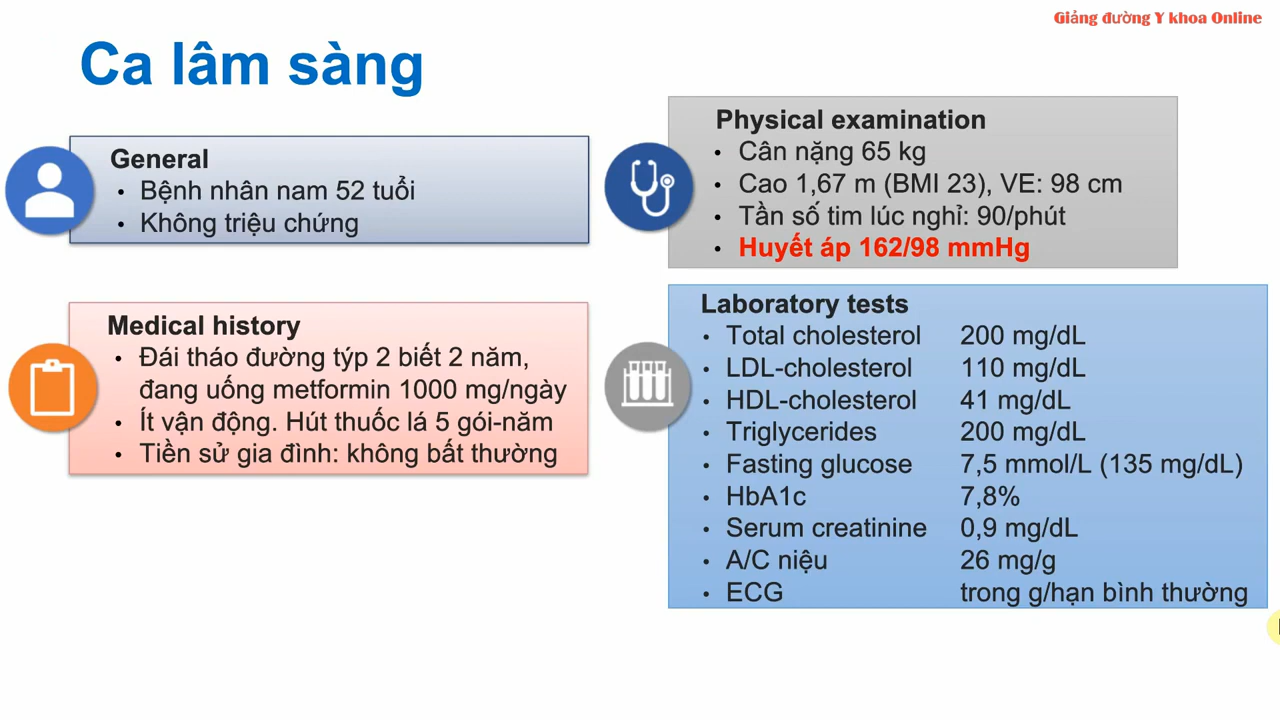 Giảng đường Y khoa Online
Ca lâm sàng
General
• Bệnh nhân nam 52 tuổi
• Không triệu chứng
Medical history
• Đái tháo đường týp 2 biết 2 năm,
đang uống metformin 1000 mg/ngày
• Ít vận động. Hút thuốc lá 5 gói-năm
• Tiền sử gia đình: không bất thường
Physical examination
• Cân nặng 65 kg
• Cao 1,67 m (BMI 23), VE: 98 cm
• Tần số tim lúc nghỉ: 90/phút
• Huyết áp 162/98 mmHg
Laboratory tests
• Total cholesterol 200 mg/dL
• LDL-cholesterol 110 mg/dL
• HDL-cholesterol 41 mg/dL
• Triglycerides 200 mg/dL
• Fasting glucose 7,5 mmol/L (135 mg/dL)
• HbA1c 7,8%
• Serum creatinine 0,9 mg/dL
• A/C niệu 26 mg/g
• ECG trong g/hạn bình thường